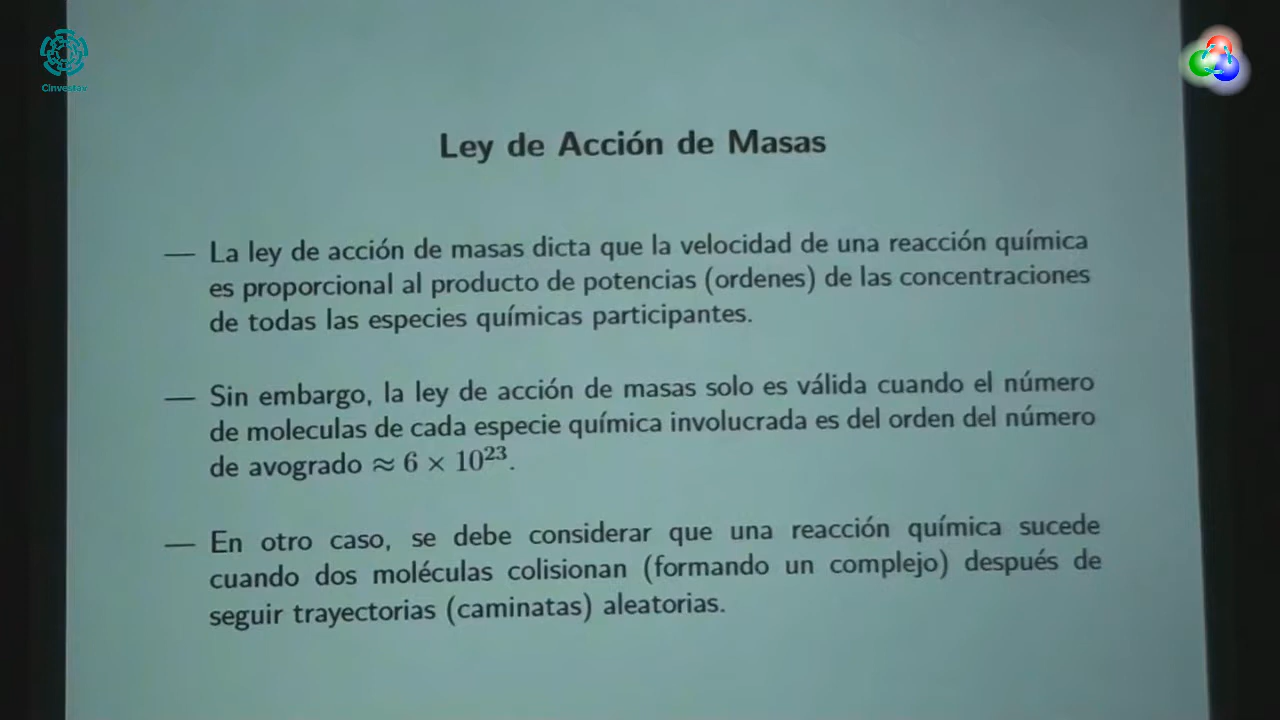 Cinvestav
Ley de Acción de Masas
— La ley de acción de masas dicta que la velocidad de una reacción química
es proporcional al producto de potencias (ordenes) de las concentraciones
de todas las especies químicas participantes.
— Sin embargo, la ley de acción de masas solo es válida cuando el número
de moleculas de cada especie química involucrada es del orden del número
de avogrado ≈ 6 × 10²³.
— En otro caso, se debe considerar que una reacción química sucede
cuando dos moléculas colisionan (formando un complejo) después de
seguir trayectorias (caminatas) aleatorias.